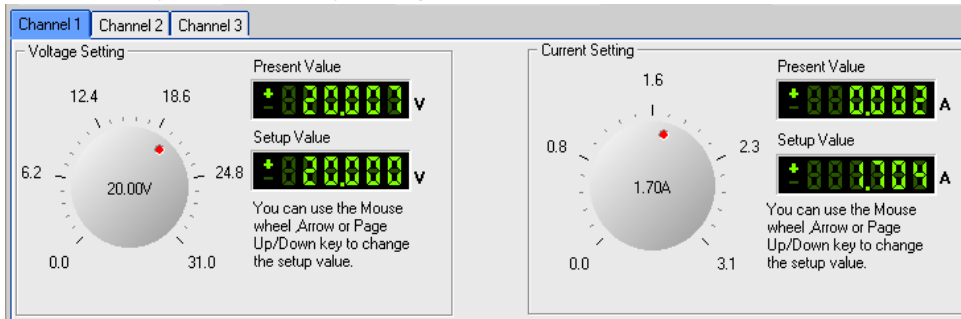 Channel 1 Channel 2 Channel 3
Voltage Setting
Present Value
+20.001 V
Setup Value
+20.000 V
12.4 18.6
6.2 24.8
20.00V
0.0 31.0
You can use the Mouse
wheel ,Arrow or Page
Up/Down key to change
the setup value.
Current Setting
Present Value
+0.002 A
Setup Value
+1.704 A
1.6
0.8 2.3
1.70A
0.0 3.1
You can use the Mouse
wheel ,Arrow or Page
Up/Down key to change
the setup value.